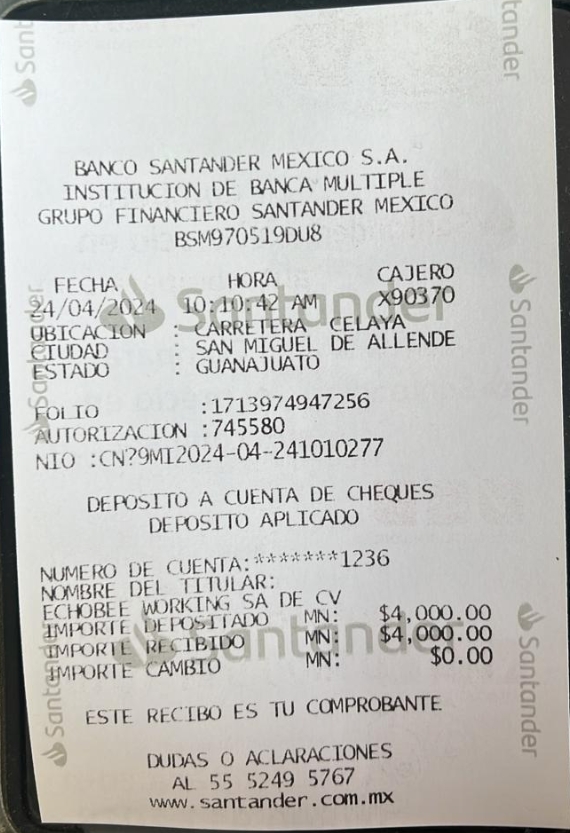 BANCO SANTANDER MEXICO S.A.
INSTITUCION DE BANCA MULTIPLE
GRUPO FINANCIERO SANTANDER MEXICO
BSM970519DU8
FECHA HORA CAJERO
24/04/2024 10:10:42 AM X90370
UBICACION : CARRETERA CELAYA
CIUDAD : SAN MIGUEL DE ALLENDE
ESTADO : GUANAJUATO
FOLIO :1713974947256
AUTORIZACION :745580
NIO :CN?9MI2024-04-241010277
DEPOSITO A CUENTA DE CHEQUES
DEPOSITO APLICADO
NUMERO DE CUENTA:*******1236
NOMBRE DEL TITULAR:
ECHOBEE WORKING SA DE CV
IMPORTE DEPOSITADO MN: $4,000.00
IMPORTE RECIBIDO MN: $4,000.00
IMPORTE CAMBIO MN: $0.00
ESTE RECIBO ES TU COMPROBANTE
DUDAS O ACLARACIONES
AL 55 5249 5767
www.santander.com.mx
Santander
Santander
Santander
Santander
Santander
Santander